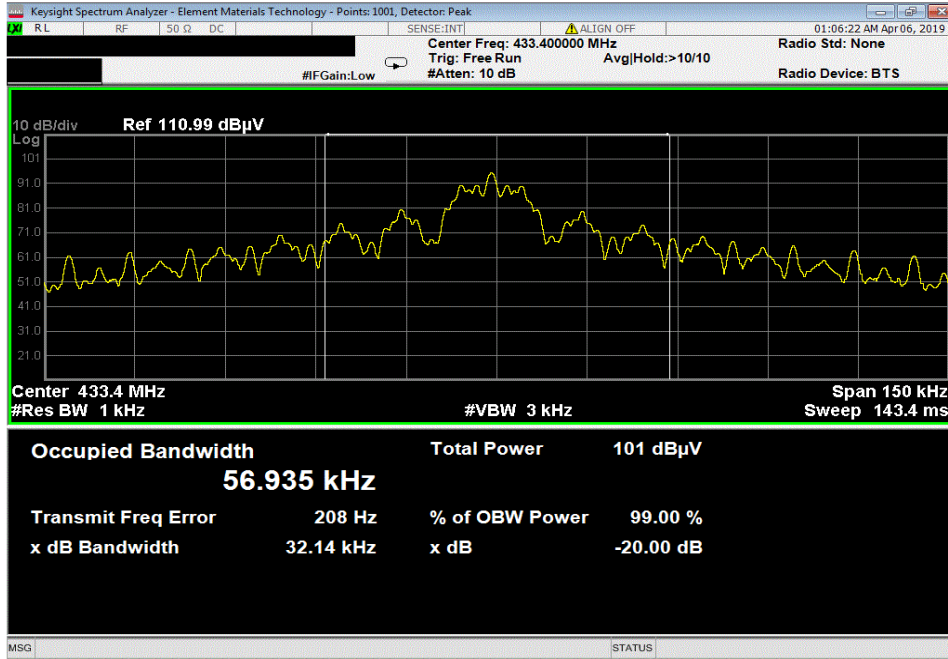 Keysight Spectrum Analyzer - Element Materials Technology - Points: 1001, Detector: Peak
LXI RL RF 50 Ω DC SENSE:INT ALIGN OFF 01:06:22 AM Apr 06, 2019
Center Freq: 433.400000 MHz Radio Std: None
Trig: Free Run Avg|Hold:>10/10
#IFGain:Low #Atten: 10 dB Radio Device: BTS
10 dB/div Ref 110.99 dBµV
Log
101
91.0
81.0
71.0
61.0
51.0
41.0
31.0
21.0
Center 433.4 MHz Span 150 kHz
#Res BW 1 kHz #VBW 3 kHz Sweep 143.4 ms
Occupied Bandwidth Total Power 101 dBµV
56.935 kHz
Transmit Freq Error 208 Hz % of OBW Power 99.00 %
x dB Bandwidth 32.14 kHz x dB -20.00 dB
MSG STATUS